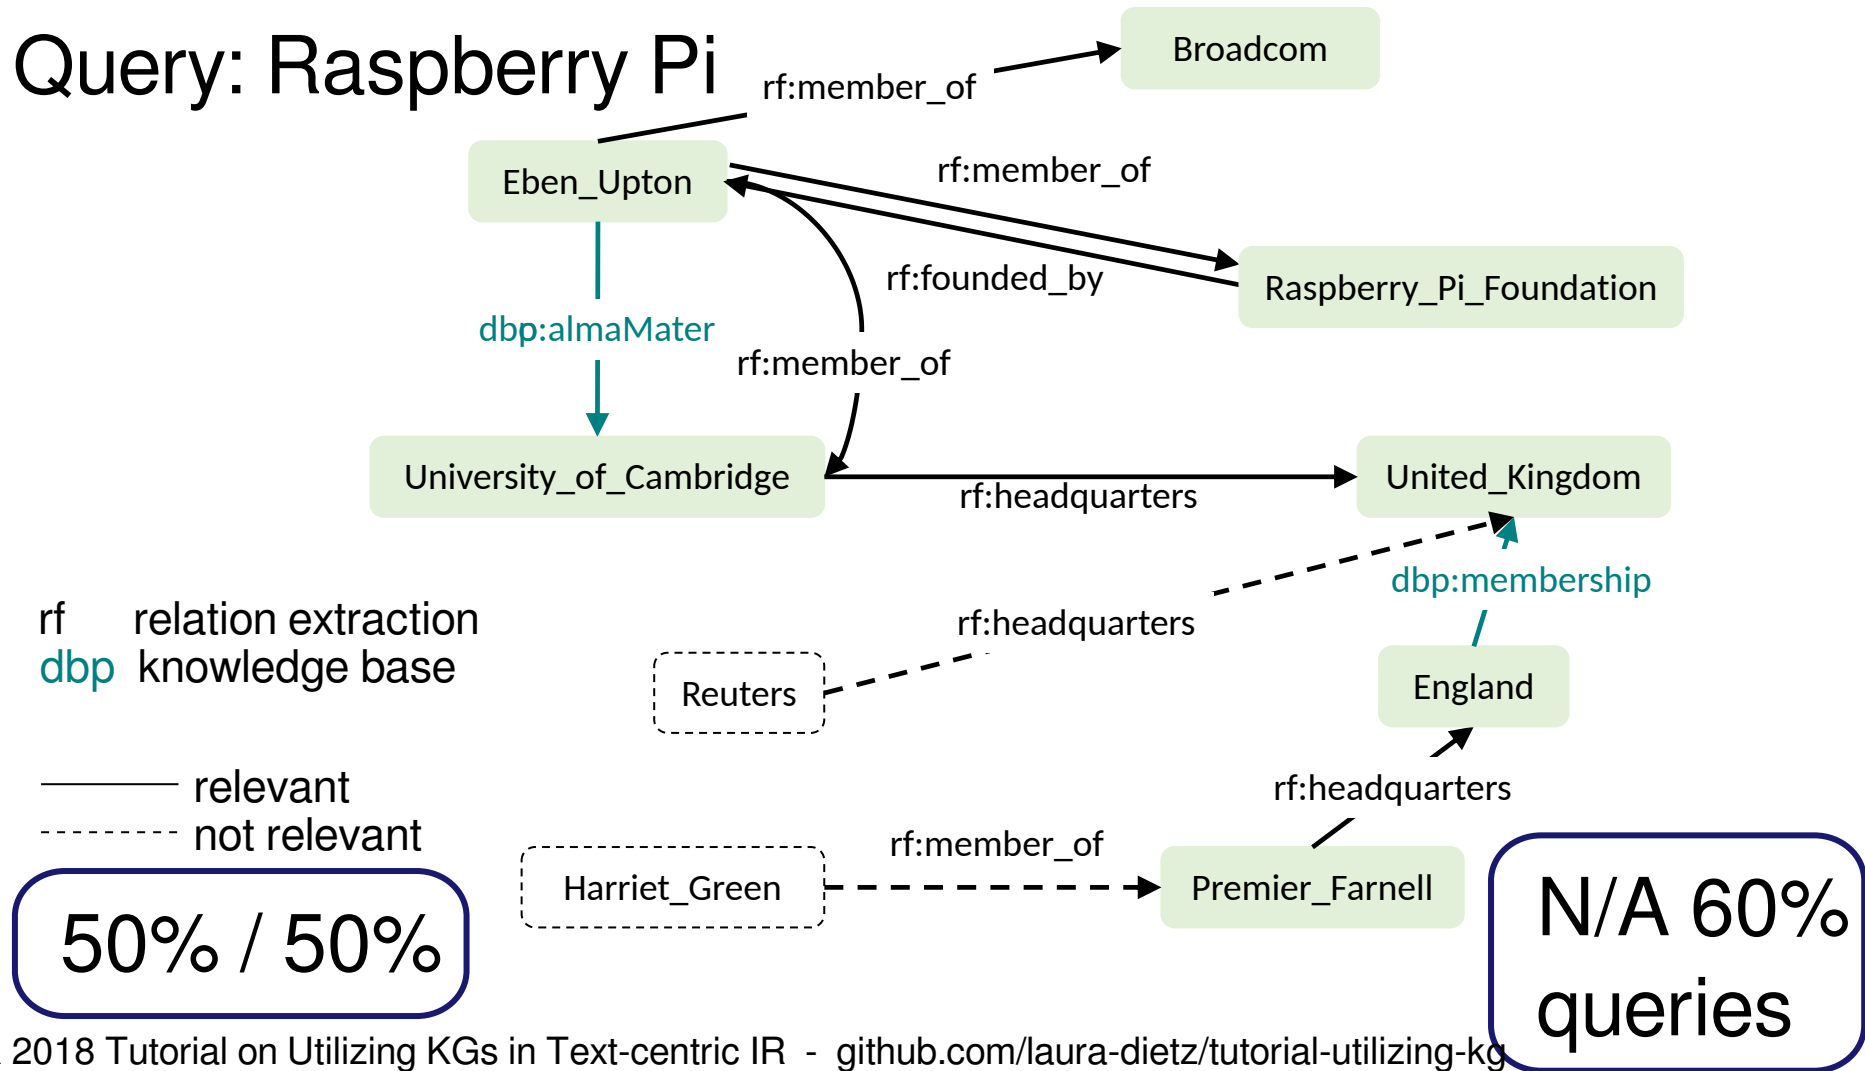 Query: Raspberry Pi
Broadcom
rf:member_of
Eben_Upton
rf:member_of
rf:founded_by
Raspberry_Pi_Foundation
dbp:almaMater
rf:member_of
University_of_Cambridge
United_Kingdom
rf:headquarters
dbp:membership
rf relation extraction
dbp knowledge base
rf:headquarters
Reuters
England
relevant
not relevant
rf:headquarters
rf:member_of
Harriet_Green
Premier_Farnell
50% / 50%
N/A 60%
queries
2018 Tutorial on Utilizing KGs in Text-centric IR - github.com/laura-dietz/tutorial-utilizing-kg